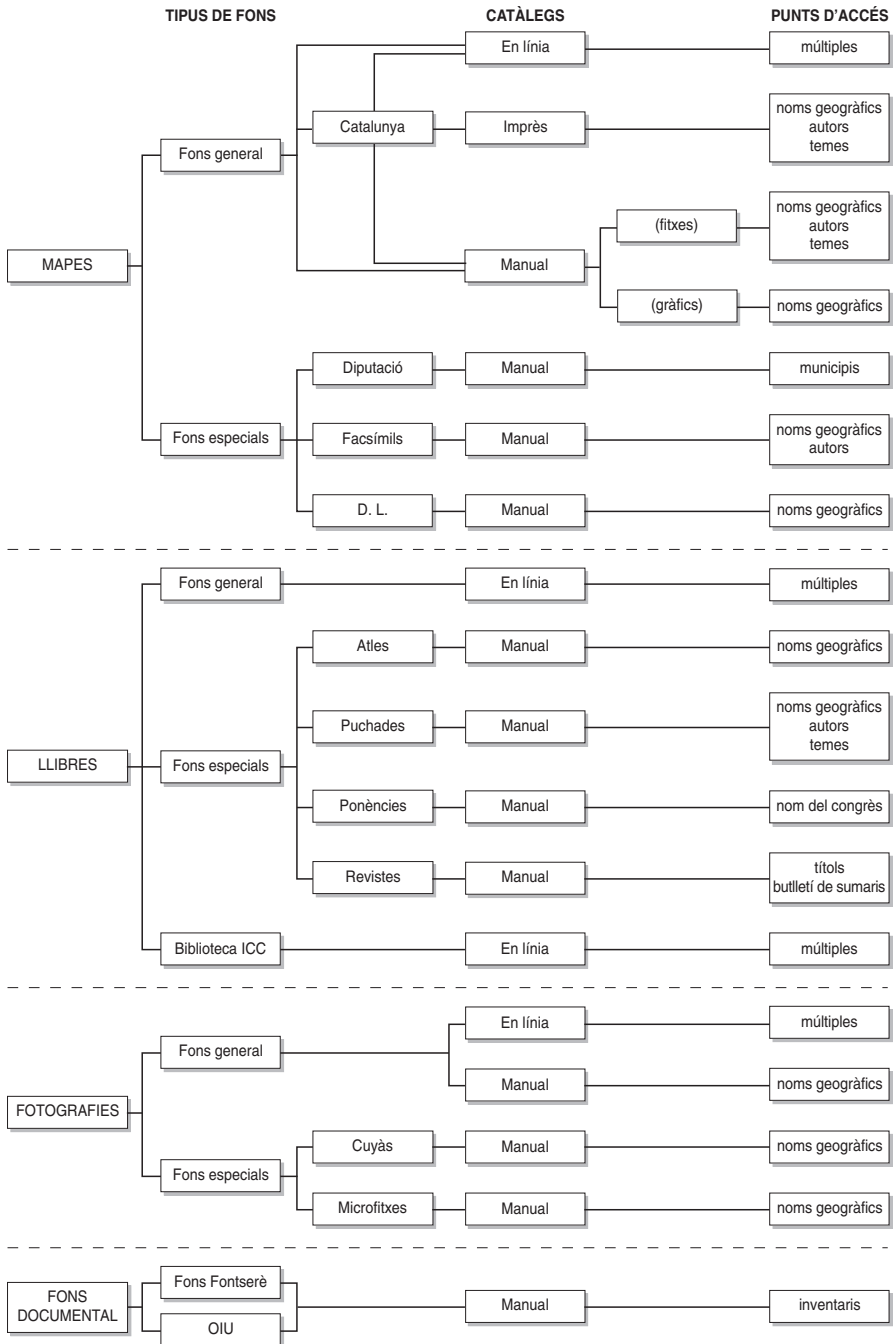 TIPUS DE FONS CATÀLEGS PUNTS D'ACCÉS
En línia múltiples
Catalunya Imprès noms geogràfics
autors
temes
Fons general
(fitxes) noms geogràfics
autors
temes
MAPES Manual
(gràfics) noms geogràfics
Diputació Manual municipis
Fons especials Facsímils Manual noms geogràfics
autors
D. L. Manual noms geogràfics
Fons general En línia múltiples
Atles Manual noms geogràfics
Puchades Manual noms geogràfics
autors
temes
LLIBRES Fons especials
Ponències Manual nom del congrès
Revistes Manual títols
butlletí de sumaris
Biblioteca ICC En línia múltiples
En línia múltiples
Fons general
Manual noms geogràfics
FOTOGRAFIES
Cuyàs Manual noms geogràfics
Fons especials
Microfitxes Manual noms geogràfics
Fons Fontserè
FONS
DOCUMENTAL Manual inventaris
OIU